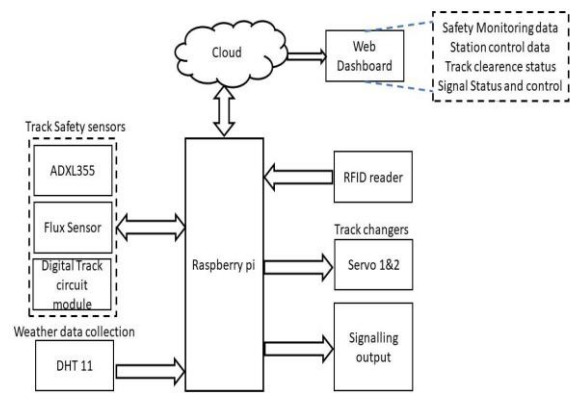 Cloud
Web
Dashboard
Safety Monitoring data
Station control data
Track clearence status
Signal Status and control
Track Safety sensors
ADXL355
Flux Sensor
Digital Track
circuit
module
Weather data collection
DHT 11
Raspberry pi
RFID reader
Track changers
Servo 1&2
Signalling
output